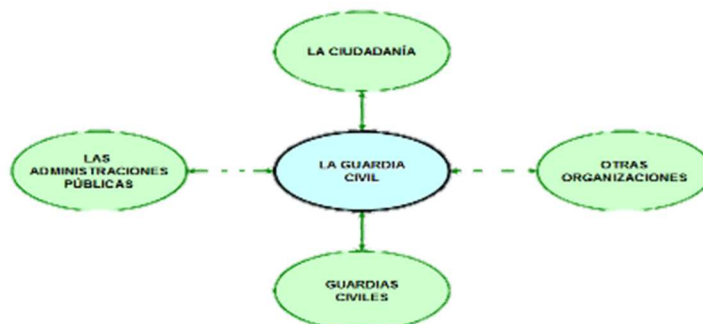 LA CIUDADANÍA
LAS
ADMINISTRACIONES
PÚBLICAS
LA GUARDIA
CIVIL
OTRAS
ORGANIZACIONES
GUARDIAS
CIVILES